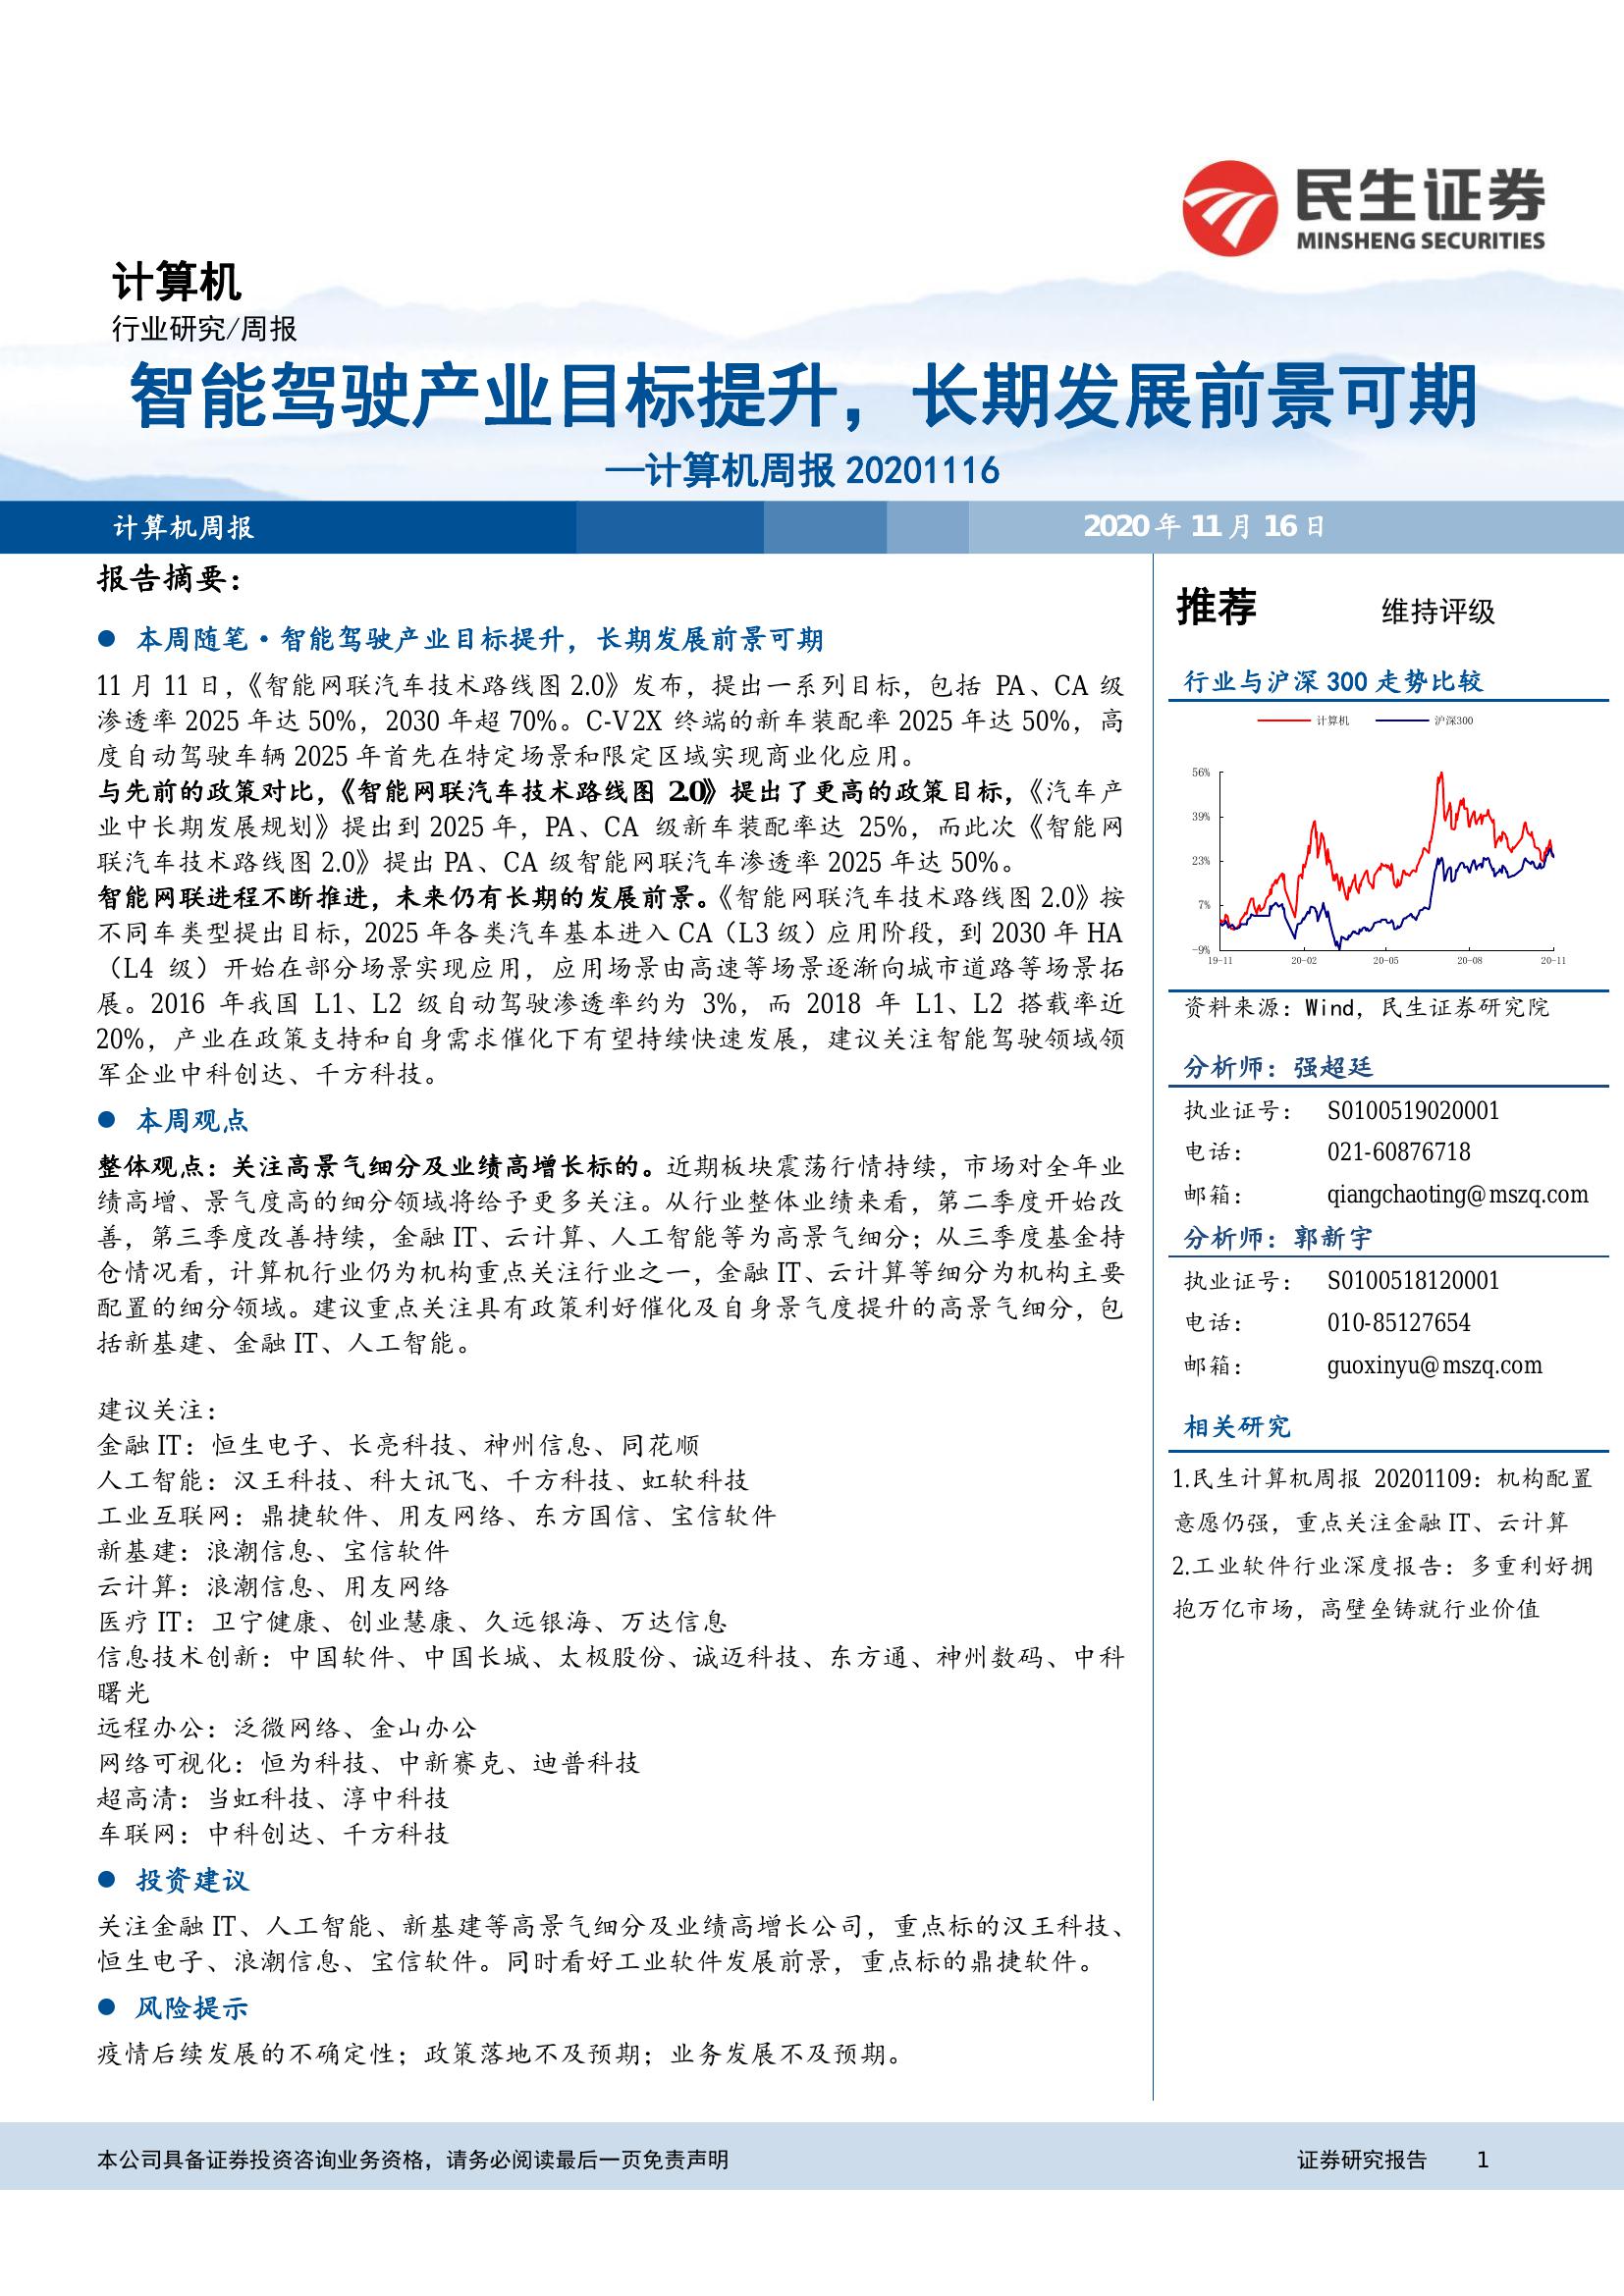 民生证券
MINSHENG SECURITIES
计算机
行业研究/周报
智能驾驶产业目标提升，长期发展前景可期
—计算机周报 20201116
计算机周报
2020 年 11 月 16 日
报告摘要：
● 本周随笔·智能驾驶产业目标提升，长期发展前景可期
11 月 11 日，《智能网联汽车技术路线图 2.0》发布，提出一系列目标，包括 PA、CA 级
渗透率 2025 年达 50%，2030 年超 70%。C-V2X 终端的新车装配率 2025 年达 50%，高
度自动驾驶车辆 2025 年首先在特定场景和限定区域实现商业化应用。
与先前的政策对比，《智能网联汽车技术路线图 2.0》提出了更高的政策目标，《汽车产
业中长期发展规划》提出到 2025 年，PA、CA 级新车装配率达 25%，而此次《智能网
联汽车技术路线图 2.0》提出 PA、CA 级智能网联汽车渗透率 2025 年达 50%。
智能网联进程不断推进，未来仍有长期的发展前景。《智能网联汽车技术路线图 2.0》按
不同车类型提出目标，2025 年各类汽车基本进入 CA（L3 级）应用阶段，到 2030 年 HA
（L4 级）开始在部分场景实现应用，应用场景由高速等场景逐渐向城市道路等场景拓
展。2016 年我国 L1、L2 级自动驾驶渗透率约为 3%，而 2018 年 L1、L2 搭载率近
20%，产业在政策支持和自身需求催化下有望持续快速发展，建议关注智能驾驶领域领
军企业中科创达、千方科技。
● 本周观点
整体观点：关注高景气细分及业绩高增长标的。近期板块震荡行情持续，市场对全年业
绩高增、景气度高的细分领域将给予更多关注。从行业整体业绩来看，第二季度开始改
善，第三季度改善持续，金融 IT、云计算、人工智能等为高景气细分；从三季度基金持
仓情况看，计算机行业仍为机构重点关注行业之一，金融 IT、云计算等细分为机构主要
配置的细分领域。建议重点关注具有政策利好催化及自身景气度提升的高景气细分，包
括新基建、金融 IT、人工智能。
建议关注：
金融 IT：恒生电子、长亮科技、神州信息、同花顺
人工智能：汉王科技、科大讯飞、千方科技、虹软科技
工业互联网：鼎捷软件、用友网络、东方国信、宝信软件
新基建：浪潮信息、宝信软件
云计算：浪潮信息、用友网络
医疗 IT：卫宁健康、创业慧康、久远银海、万达信息
信息技术创新：中国软件、中国长城、太极股份、诚迈科技、东方通、神州数码、中科
曙光
远程办公：泛微网络、金山办公
网络可视化：恒为科技、中新赛克、迪普科技
超高清：当虹科技、淳中科技
车联网：中科创达、千方科技
● 投资建议
关注金融 IT、人工智能、新基建等高景气细分及业绩高增长公司，重点标的汉王科技、
恒生电子、浪潮信息、宝信软件。同时看好工业软件发展前景，重点标的鼎捷软件。
● 风险提示
疫情后续发展的不确定性；政策落地不及预期；业务发展不及预期。
推荐 维持评级
行业与沪深 300 走势比较
计算机 沪深300
56%
39%
23%
7%
-9%
19-11 20-02 20-05 20-08 20-11
资料来源：Wind，民生证券研究院
分析师：强超廷
执业证号： S0100519020001
电话： 021-60876718
邮箱： qiangchaoting@mszq.com
分析师：郭新宇
执业证号： S0100518120001
电话： 010-85127654
邮箱： guoxinyu@mszq.com
相关研究
1.民生计算机周报 20201109：机构配置
意愿仍强，重点关注金融 IT、云计算
2.工业软件行业深度报告：多重利好拥
抱万亿市场，高壁垒铸就行业价值
本公司具备证券投资咨询业务资格，请务必阅读最后一页免责声明
证券研究报告 1